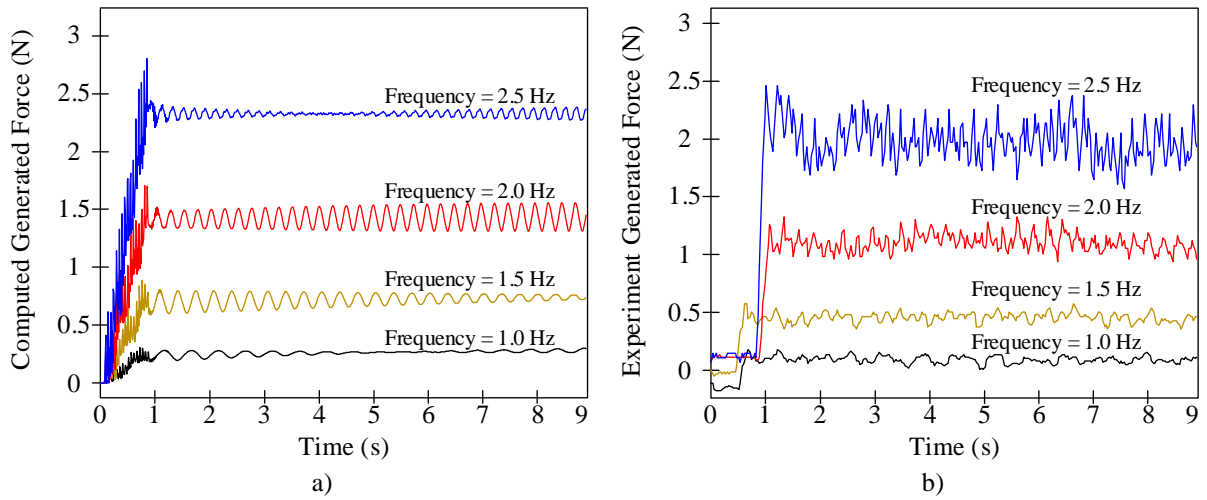 Computed Generated Force (N)
3
2.5
2
1.5
1
0.5
0
Frequency = 2.5 Hz
Frequency = 2.0 Hz
Frequency = 1.5 Hz
Frequency = 1.0 Hz
0 1 2 3 4 5 6 7 8 9
Time (s)
a)
Experiment Generated Force (N)
3
2.5
2
1.5
1
0.5
0
Frequency = 2.5 Hz
Frequency = 2.0 Hz
Frequency = 1.5 Hz
Frequency = 1.0 Hz
0 1 2 3 4 5 6 7 8 9
Time (s)
b)